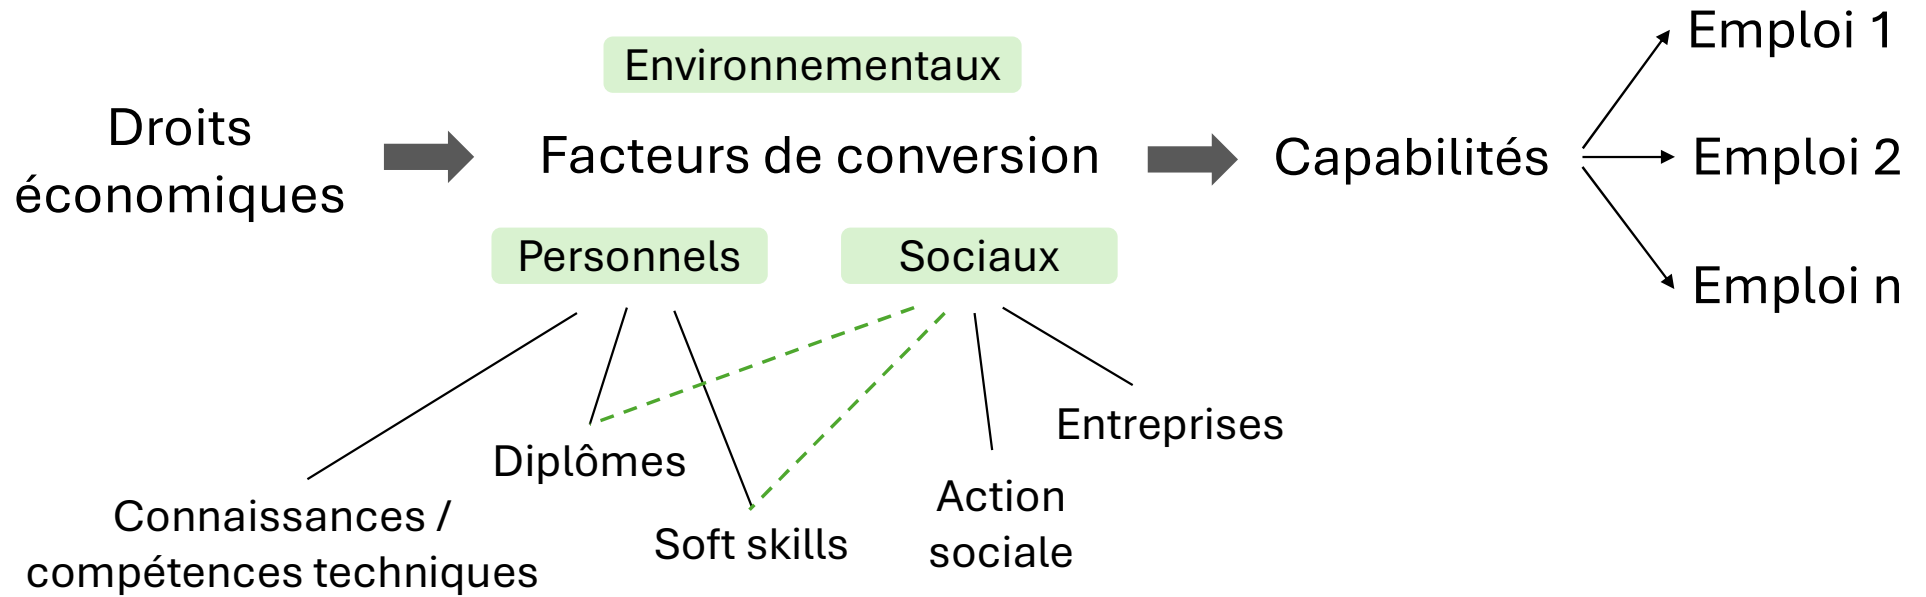 Environnementaux
Droits
économiques
Facteurs de conversion
Capabilités
Emploi 1
Emploi 2
Emploi n
Personnels
Sociaux
Connaissances /
compétences techniques
Diplômes
Soft skills
Action
sociale
Entreprises